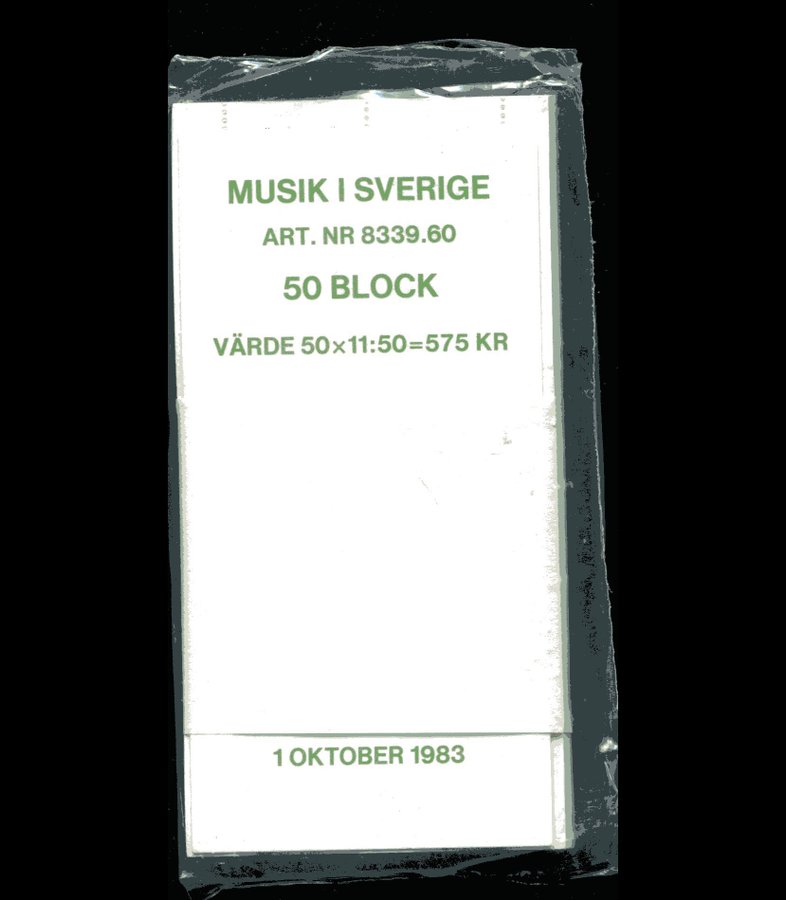 MUSIK I SVERIGE
ART. NR 8339.60
50 BLOCK
VÄRDE 50×11:50=575 KR
1 OKTOBER 1983